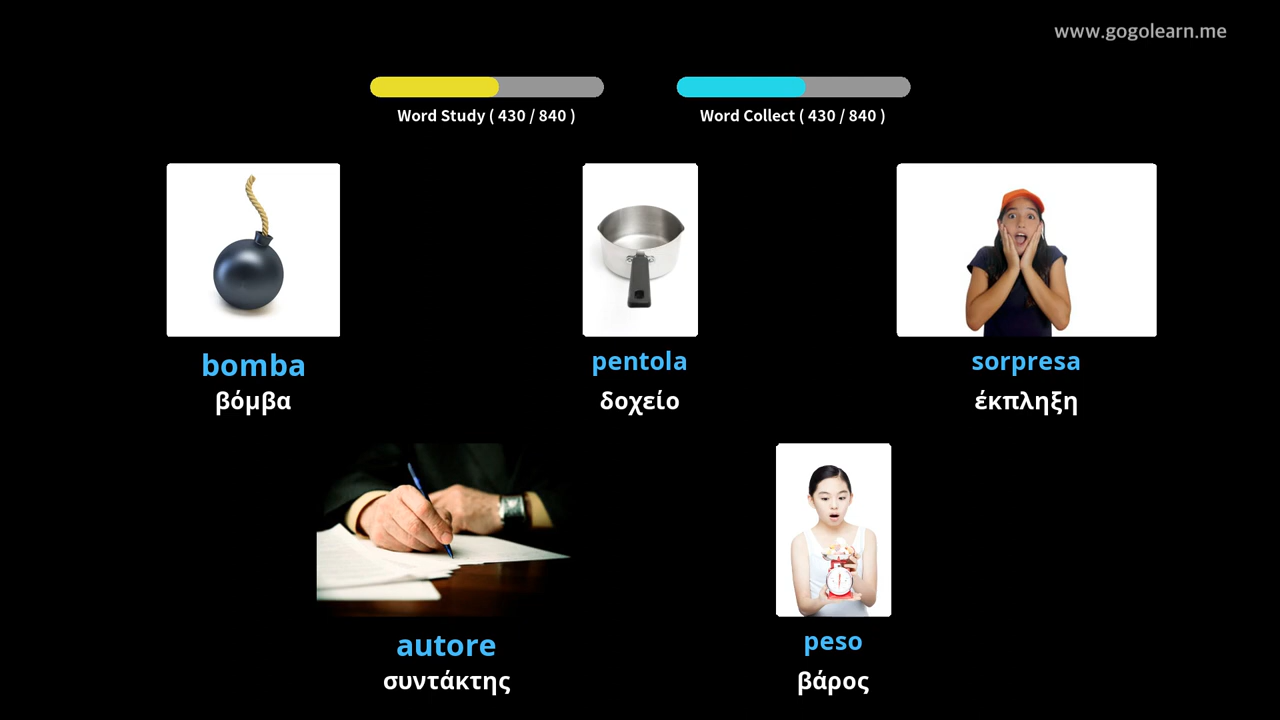 www.gogolearn.me
Word Study ( 430 / 840 )
Word Collect ( 430 / 840 )
bomba
βόμβα
pentola
δοχείο
sorpresa
έκπληξη
autore
συντάκτης
peso
βάρος